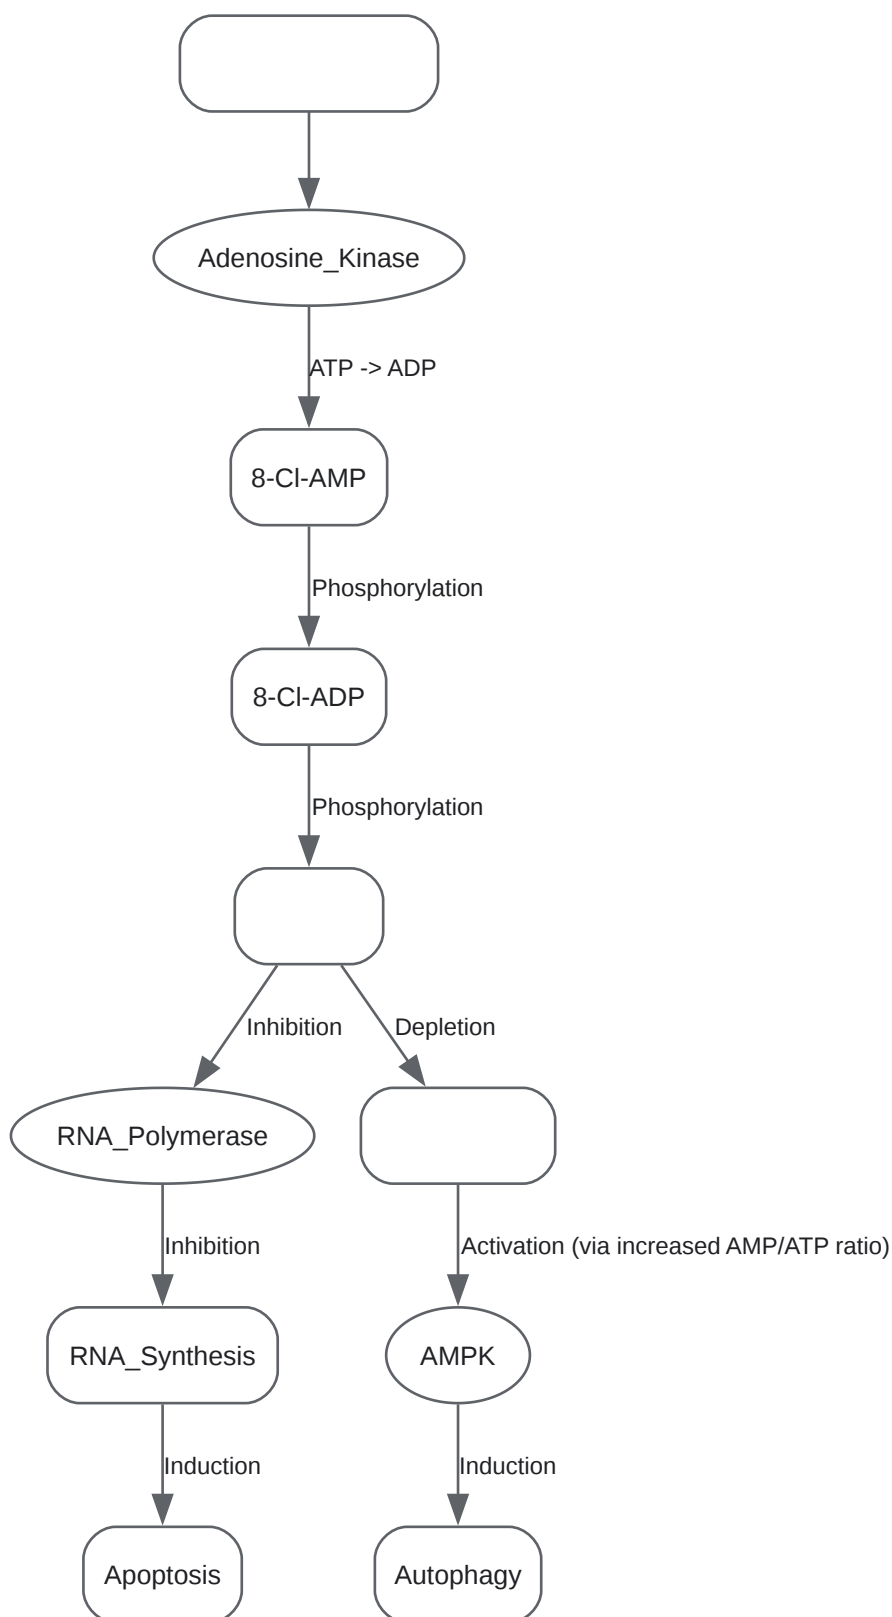 Adenosine_Kinase
ATP -> ADP
8-Cl-AMP
Phosphorylation
8-Cl-ADP
Phosphorylation
Inhibition
Depletion
RNA_Polymerase
Inhibition
Activation (via increased AMP/ATP ratio)
RNA_Synthesis
AMPK
Induction
Induction
Apoptosis
Autophagy